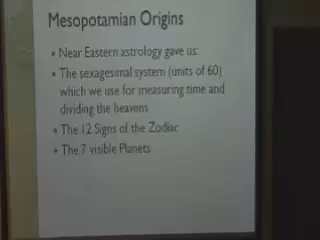 Mesopotamian Origins
• Near Eastern astrology gave us:
• The sexagesimal system (units of 60)
which we use for measuring time and
dividing the heavens
• The 12 Signs of the Zodiac
• The 7 visible Planets